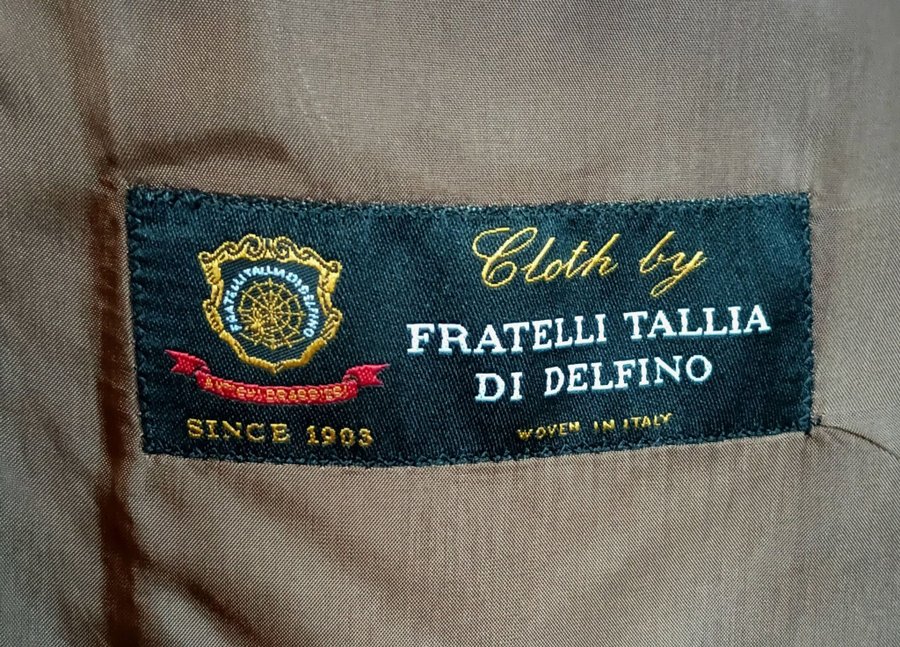 FRATELLI TALLIA DI DELFINO
SINCE 1903
Cloth by
FRATELLI TALLIA
DI DELFINO
WOVEN IN ITALY